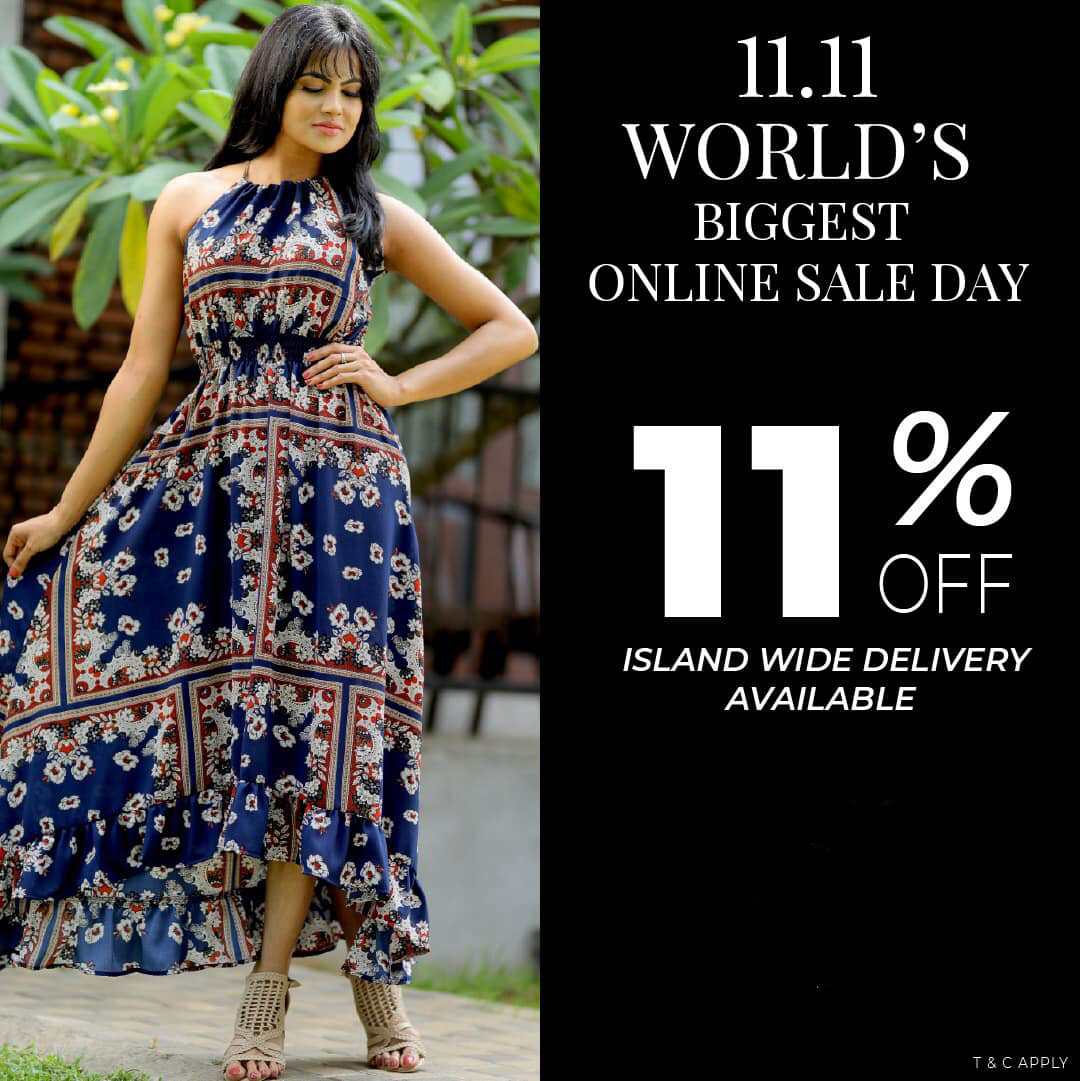 11.11
WORLD’S
BIGGEST
ONLINE SALE DAY
11%
OFF
ISLAND WIDE DELIVERY
AVAILABLE
T & C APPLY